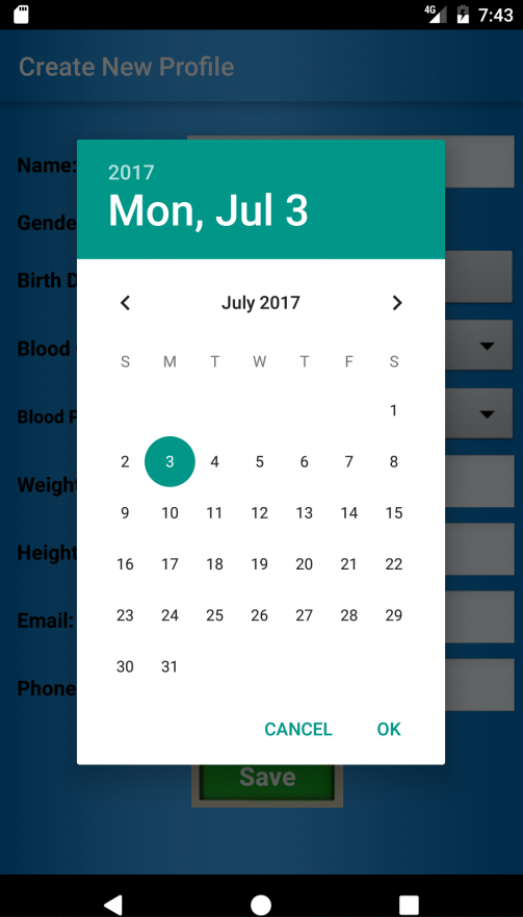 4G 7:43
Create New Profile
Name:
Gende
Birth D
Blood
Blood P
Weight
Height
Email:
Phone
2017
Mon, Jul 3
July 2017
S M T W T F S
1
2 3 4 5 6 7 8
9 10 11 12 13 14 15
16 17 18 19 20 21 22
23 24 25 26 27 28 29
30 31
CANCEL OK
Save